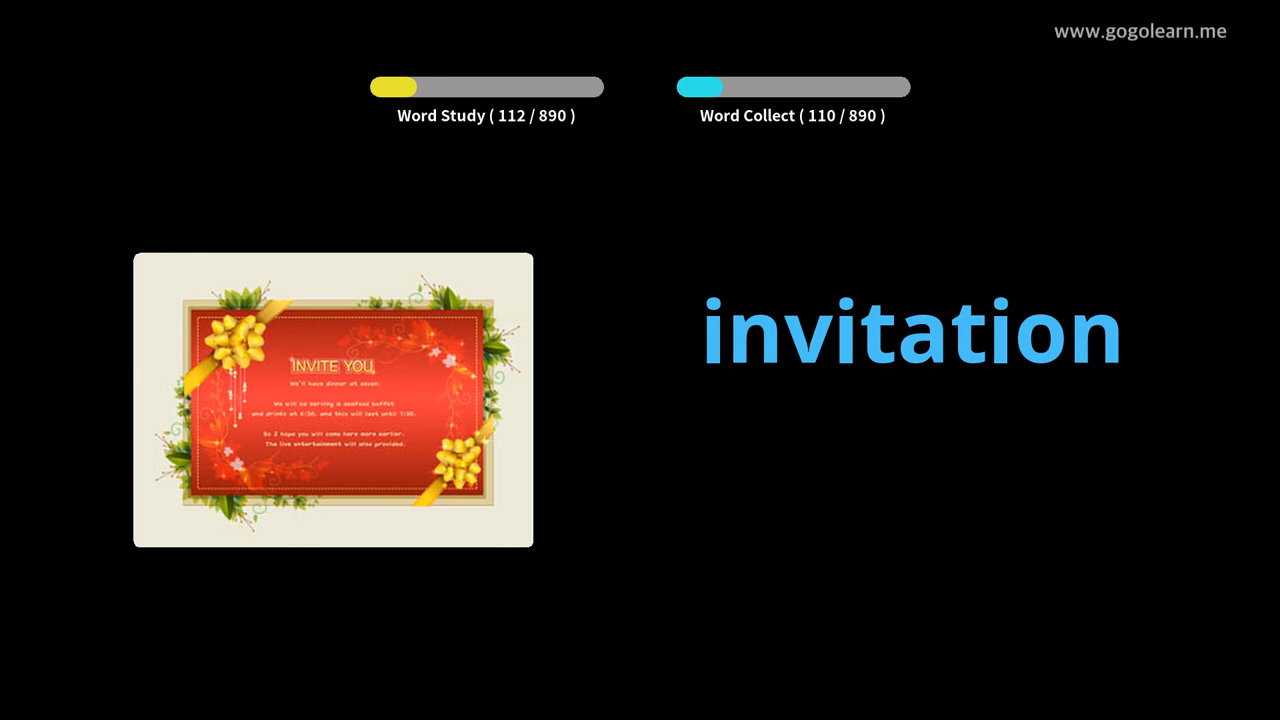 www.gogolearn.me
Word Study ( 112 / 890 )
Word Collect ( 110 / 890 )
invitation
INVITE YOU
We'll have dinner at seven.
We will be serving a seafood buffet
and drinks at 6:30, and this will last until 7:30.
So I hope you will come here more earlier.
The live entertainment will also provided.